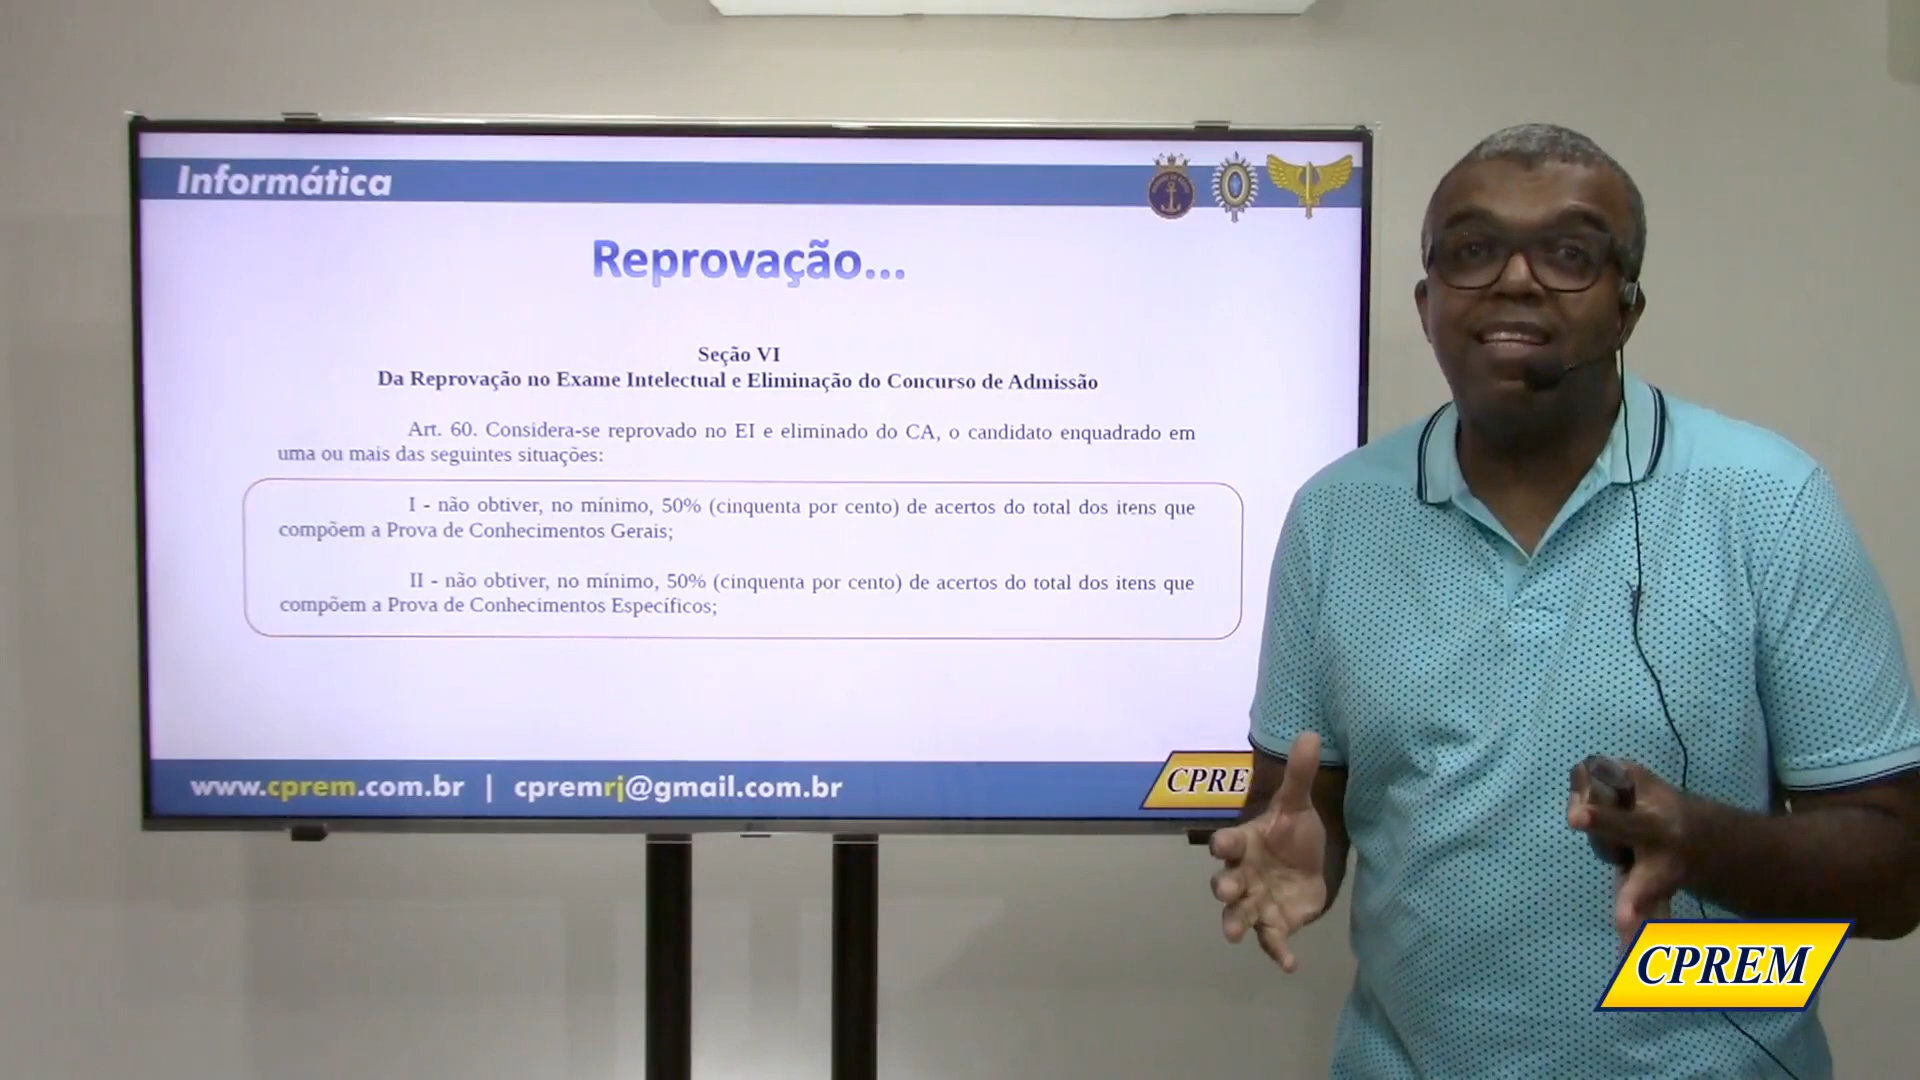 Informática
Reprovação...
Seção VI
Da Reprovação no Exame Intelectual e Eliminação do Concurso de Admissão
Art. 60. Considera-se reprovado no EI e eliminado do CA, o candidato enquadrado em
uma ou mais das seguintes situações:
I - não obtiver, no mínimo, 50% (cinquenta por cento) de acertos do total dos itens que
compõem a Prova de Conhecimentos Gerais;
II - não obtiver, no mínimo, 50% (cinquenta por cento) de acertos do total dos itens que
compõem a Prova de Conhecimentos Específicos;
www.cprem.com.br | cpremrj@gmail.com.br
CPRE
CPREM